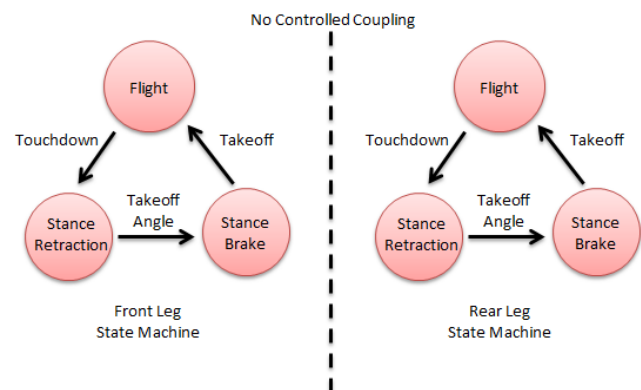 No Controlled Coupling
Flight
Touchdown
Takeoff
Stance
Retraction
Takeoff
Angle
Stance
Brake
Front Leg
State Machine
Flight
Touchdown
Takeoff
Stance
Retraction
Takeoff
Angle
Stance
Brake
Rear Leg
State Machine